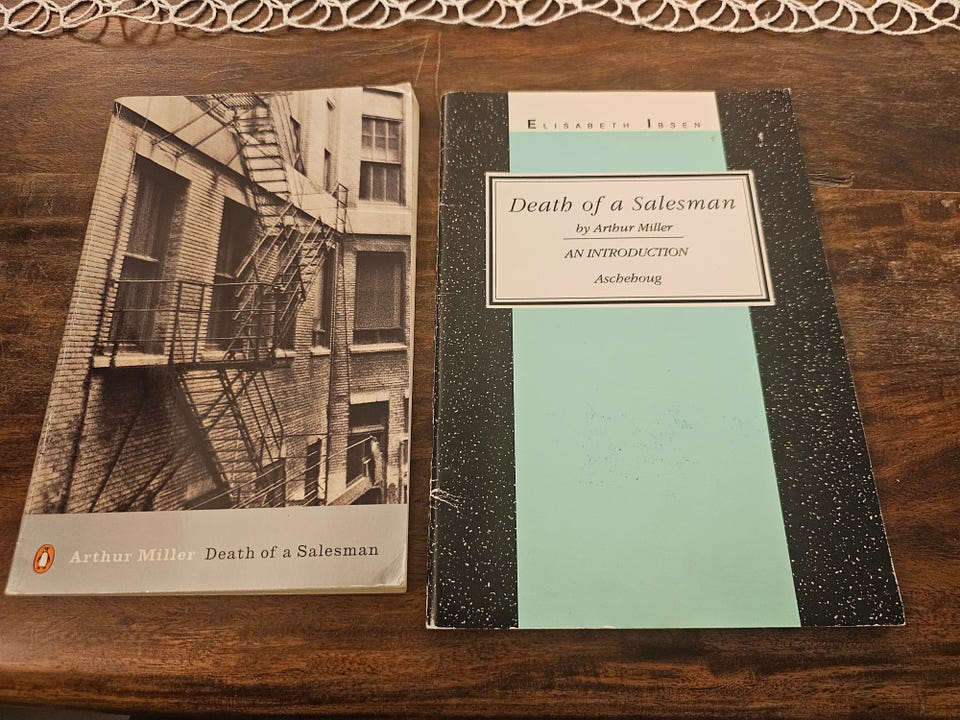 Arthur Miller Death of a Salesman
ELISABETH IBSEN
Death of a Salesman
by Arthur Miller
AN INTRODUCTION
Aschehoug